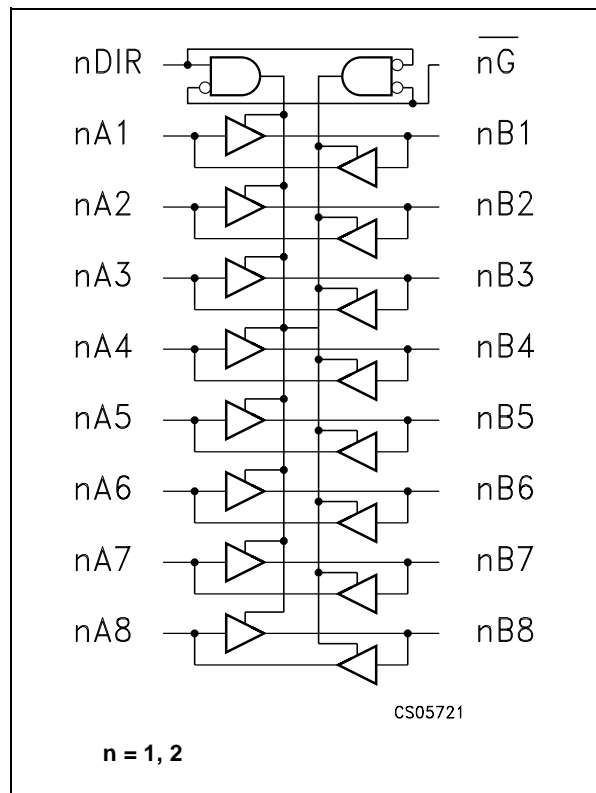 nDIR n̅G̅
nA1 nB1
nA2 nB2
nA3 nB3
nA4 nB4
nA5 nB5
nA6 nB6
nA7 nB7
nA8 nB8
CS05721
n = 1, 2